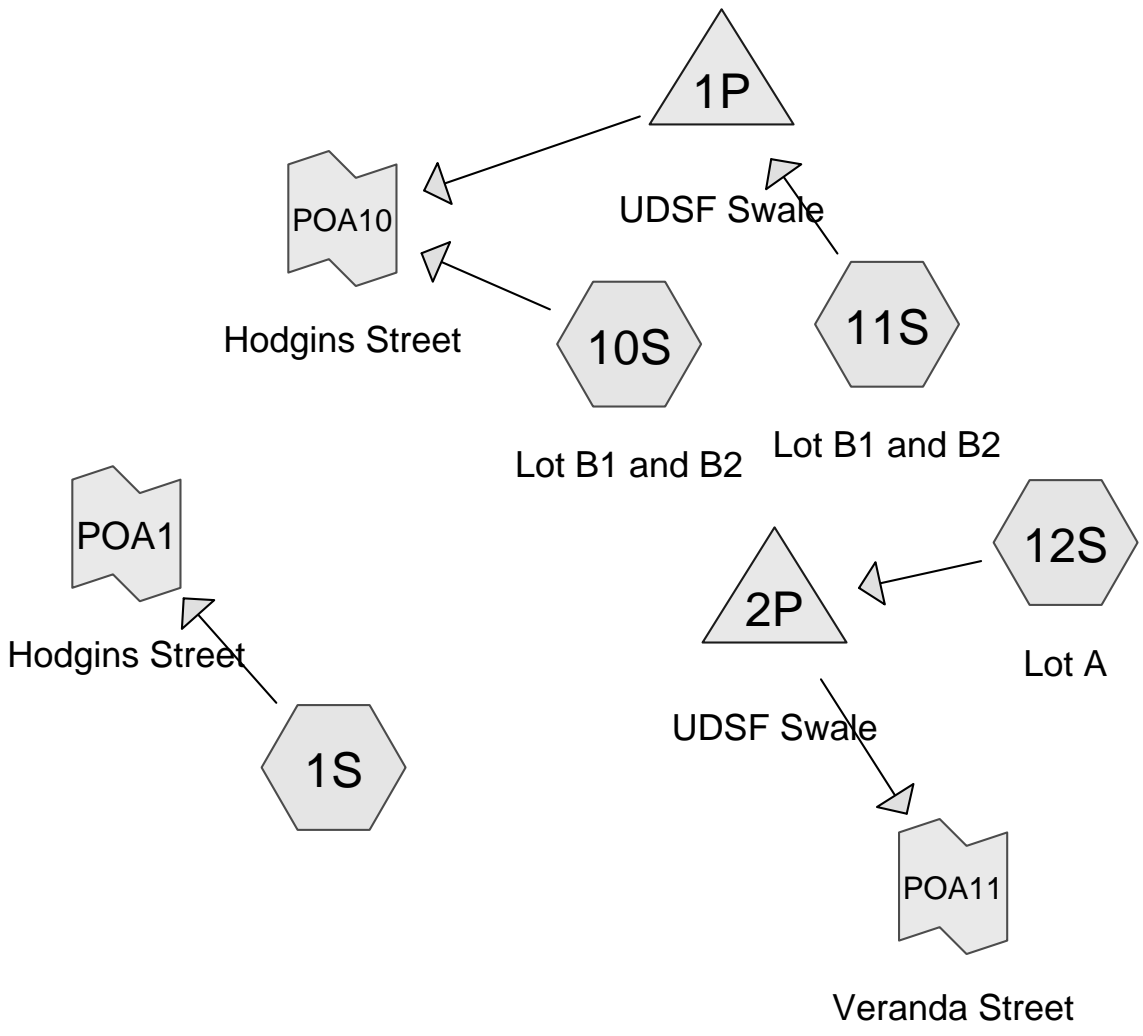 1P
UDSF Swale
POA10
Hodgins Street
10S
Lot B1 and B2
11S
Lot B1 and B2
POA1
Hodgins Street
1S
12S
Lot A
2P
UDSF Swale
POA11
Veranda Street